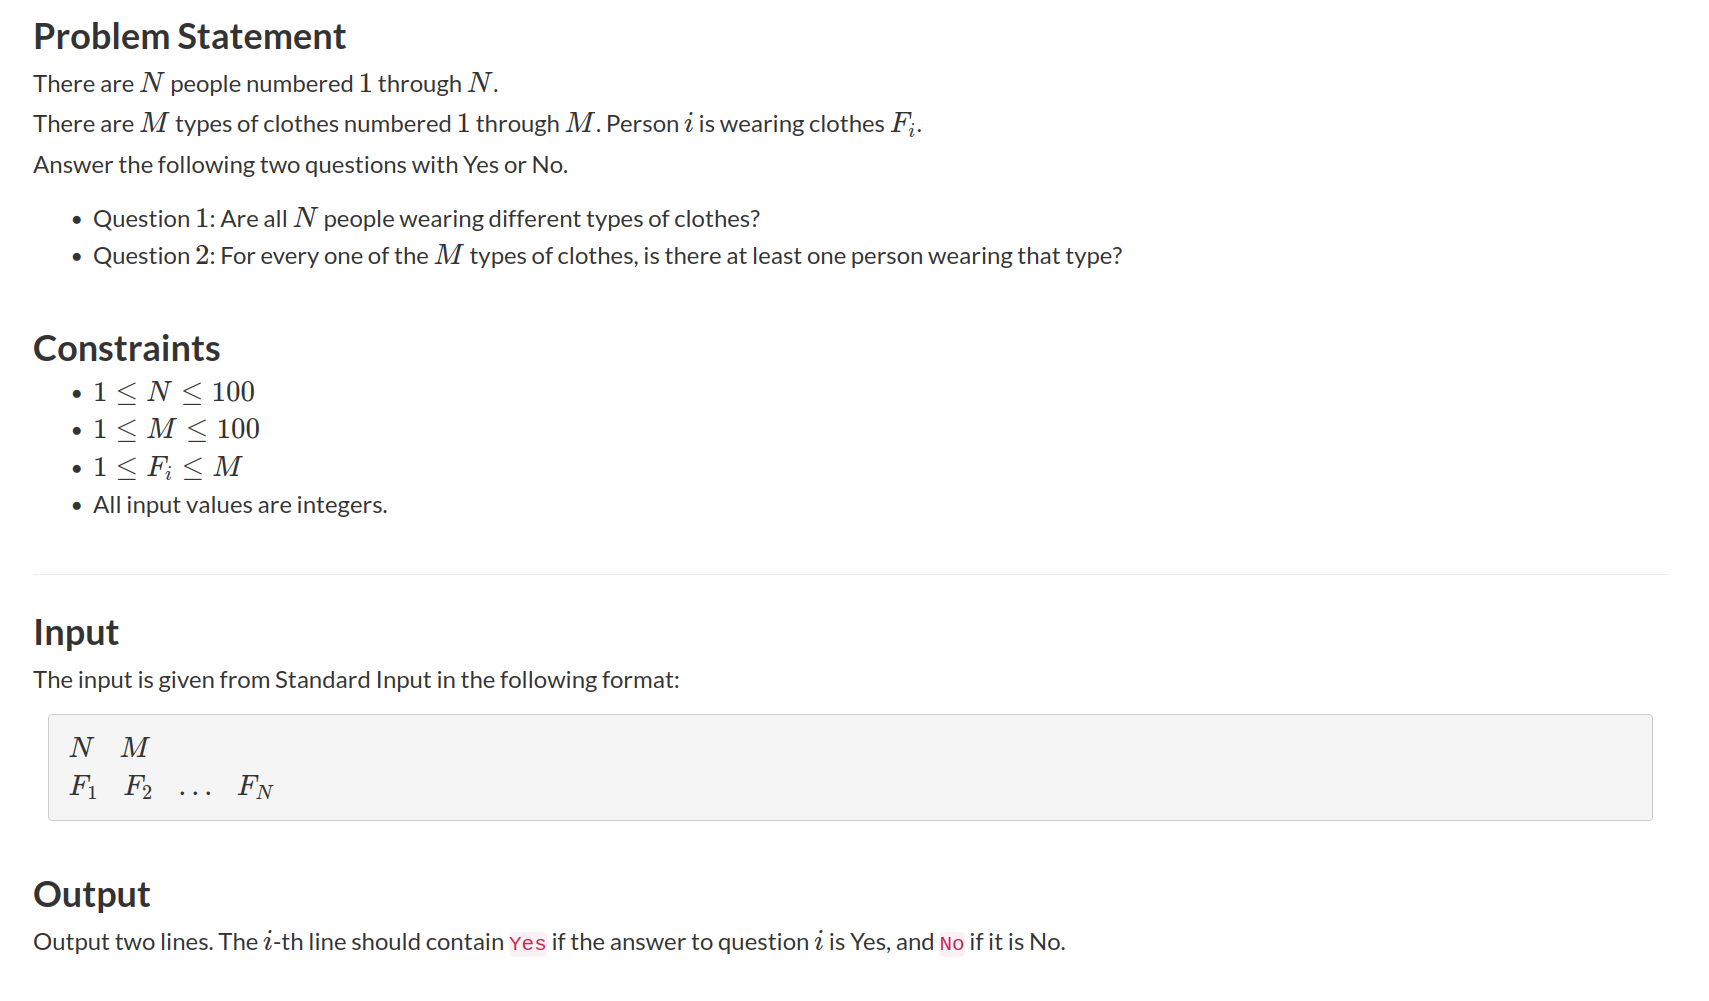 Problem Statement
There are N people numbered 1 through N.
There are M types of clothes numbered 1 through M. Person i is wearing clothes F_i.
Answer the following two questions with Yes or No.
• Question 1: Are all N people wearing different types of clothes?
• Question 2: For every one of the M types of clothes, is there at least one person wearing that type?
Constraints
• 1 ≤ N ≤ 100
• 1 ≤ M ≤ 100
• 1 ≤ F_i ≤ M
• All input values are integers.
Input
The input is given from Standard Input in the following format:
N M
F_1 F_2 … F_N
Output
Output two lines. The i-th line should contain Yes if the answer to question i is Yes, and No if it is No.